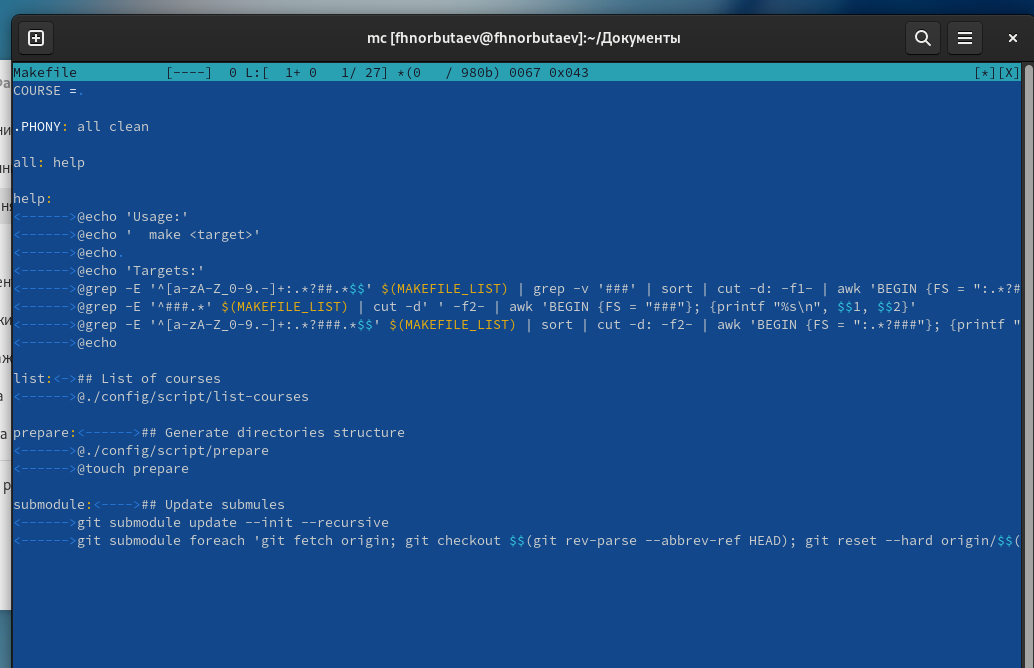 mc [fhnorbutaev@fhnorbutaev]:~/Документы
Makefile [----] 0 L:[ 1+ 0 1/ 27] *(0 / 980b) 0067 0x043 [*][X]
COURSE =.
.PHONY: all clean
all: help
help:
<------>@echo 'Usage:'
<------>@echo '  make <target>'
<------>@echo.
<------>@echo 'Targets:'
<------>@grep -E '^[a-zA-Z_0-9.-]+:.*?##.*$$' $(MAKEFILE_LIST) | grep -v '###' | sort | cut -d: -f1- | awk 'BEGIN {FS = ":.*?#
<------>@grep -E '^###.*' $(MAKEFILE_LIST) | cut -d' ' -f2- | awk 'BEGIN {FS = "###"}; {printf "%s\n", $$1, $$2}'
<------>@grep -E '^[a-zA-Z_0-9.-]+:.*?###.*$$' $(MAKEFILE_LIST) | sort | cut -d: -f2- | awk 'BEGIN {FS = ":.*?###"}; {printf "
<------>@echo
list:<->## List of courses
<------>@./config/script/list-courses
prepare:<------>## Generate directories structure
<------>@./config/script/prepare
<------>@touch prepare
submodule:<---->## Update submules
<------>git submodule update --init --recursive
<------>git submodule foreach 'git fetch origin; git checkout $$(git rev-parse --abbrev-ref HEAD); git reset --hard origin/$$(